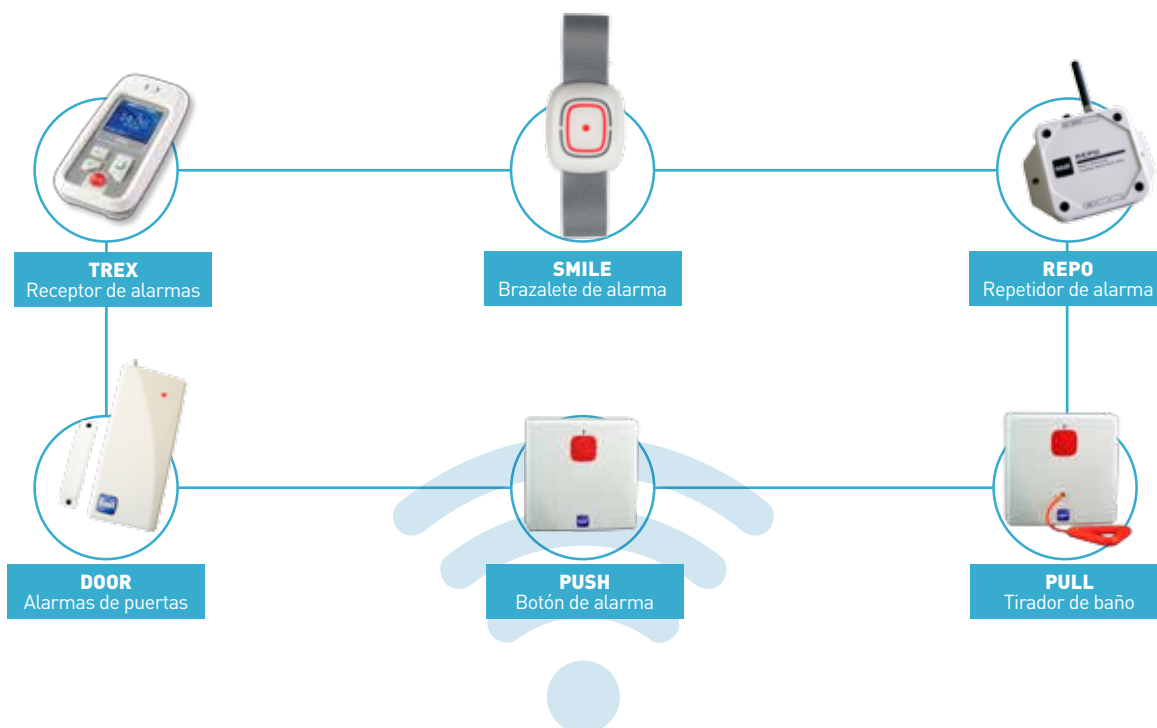 TREX
Receptor de alarmas
SMILE
Brazalete de alarma
REPO
REPO
Repetidor de alarma
DOOR
Alarmas de puertas
PUSH
Botón de alarma
PULL
Tirador de baño